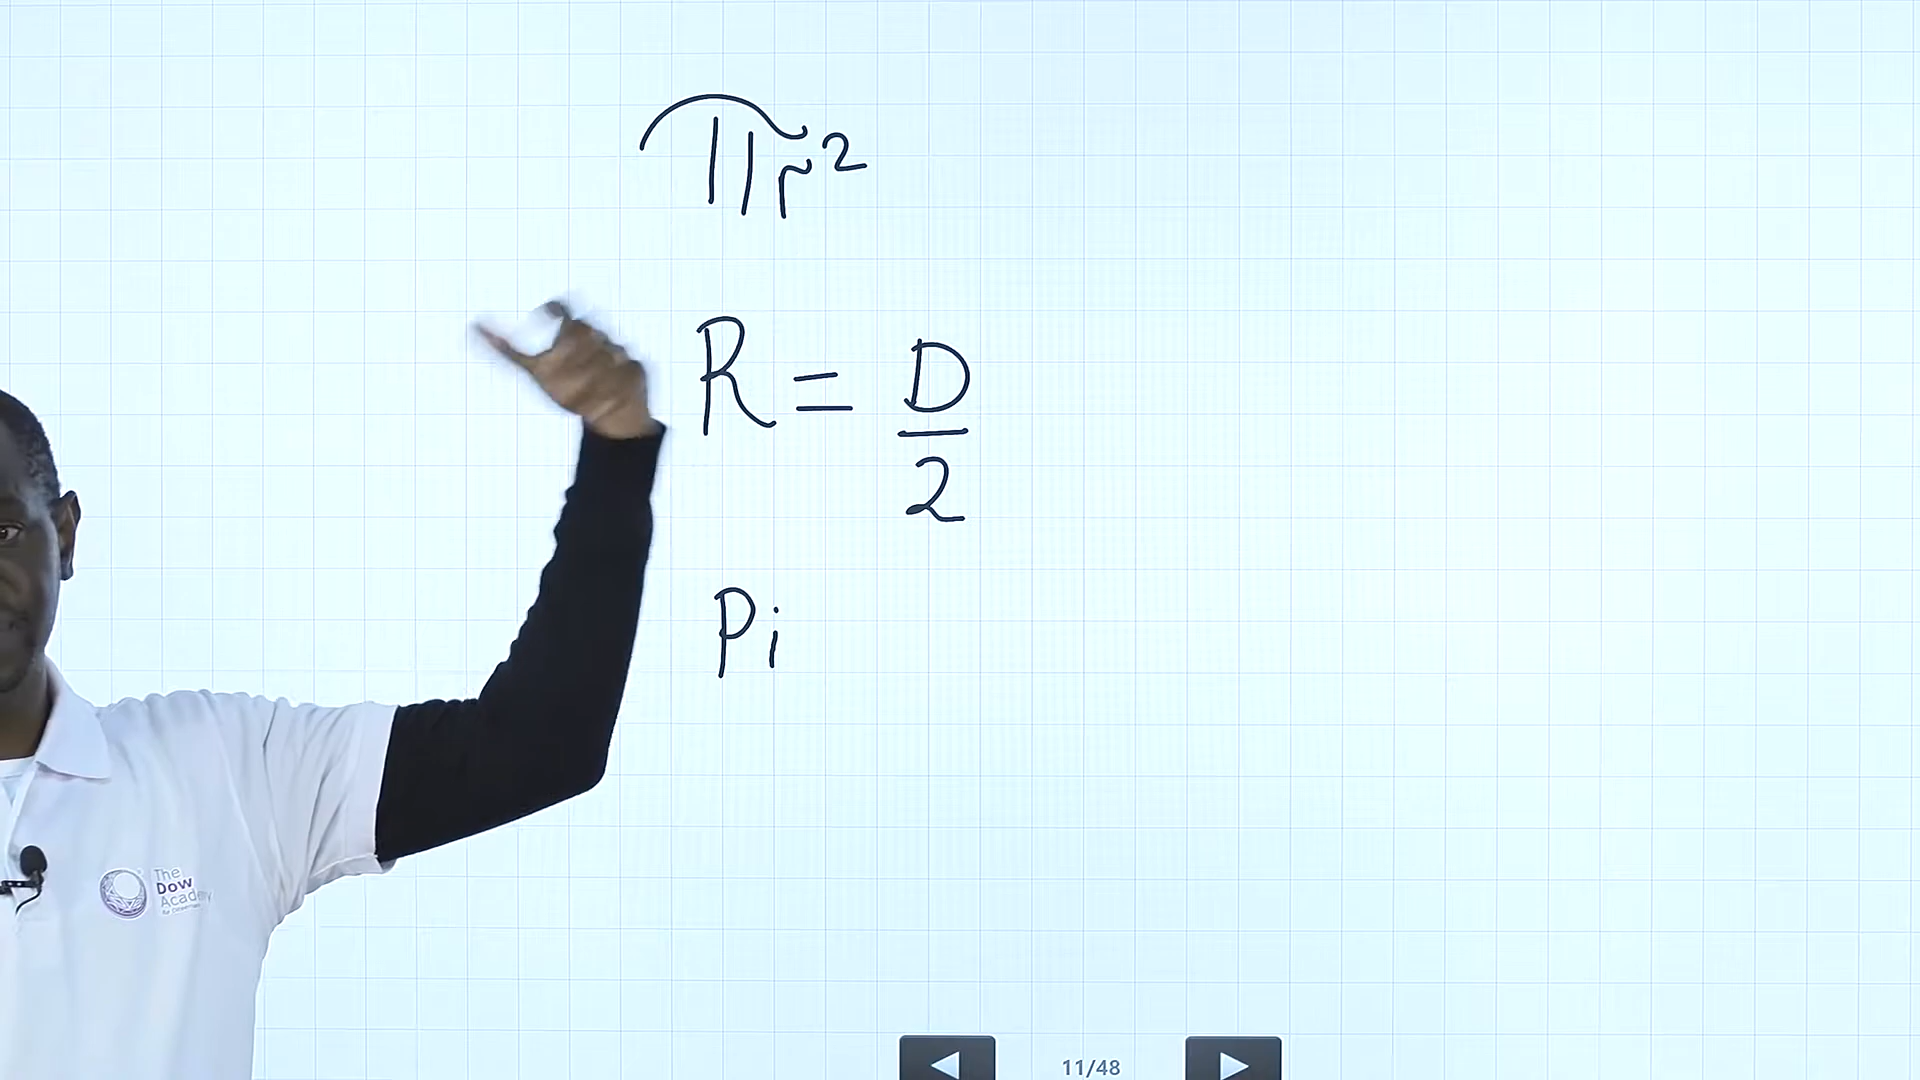 πr²
R = D/2
Pi
The
Dow
Academy
11/48